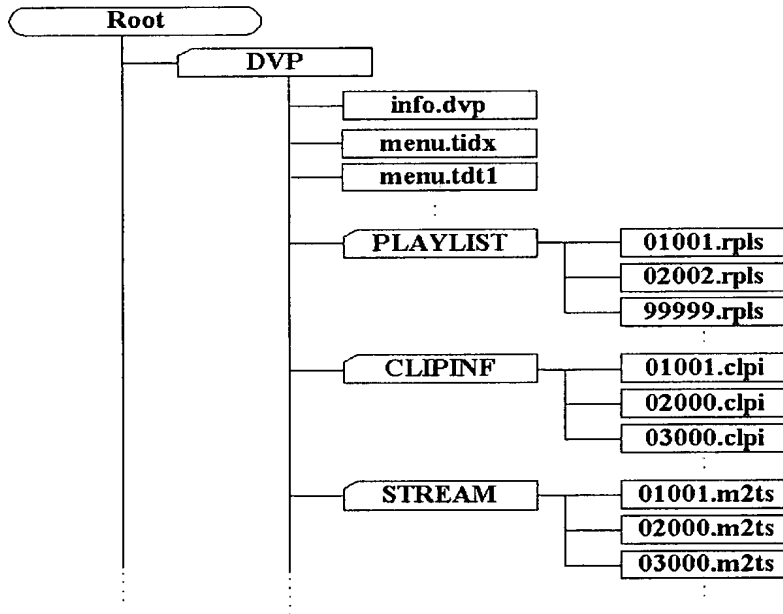 Root
DVP
info.dvp
menu.tidx
menu.tdt1
PLAYLIST
01001.rpls
02002.rpls
99999.rpls
CLIPINF
01001.clpi
02000.clpi
03000.clpi
STREAM
01001.m2ts
02000.m2ts
03000.m2ts